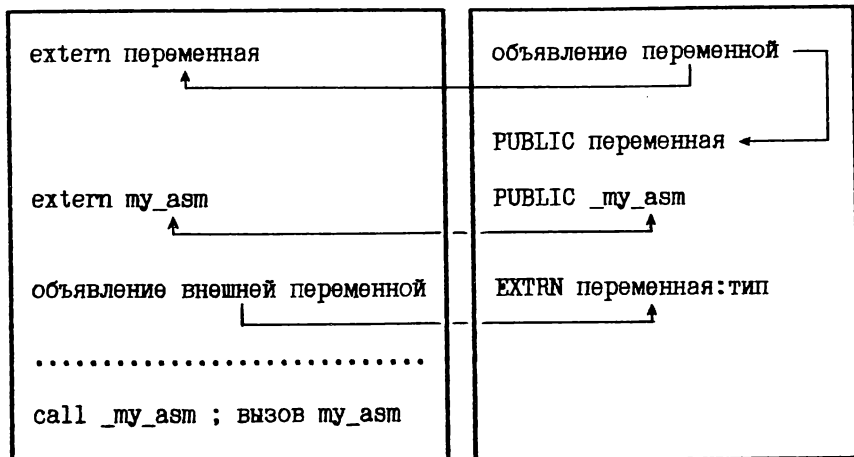 extern переменная
объявление переменной
PUBLIC переменная
extern my_asm
PUBLIC _my_asm
объявление внешней переменной
EXTRN переменная:тип
..............................
call _my_asm ; вызов my_asm